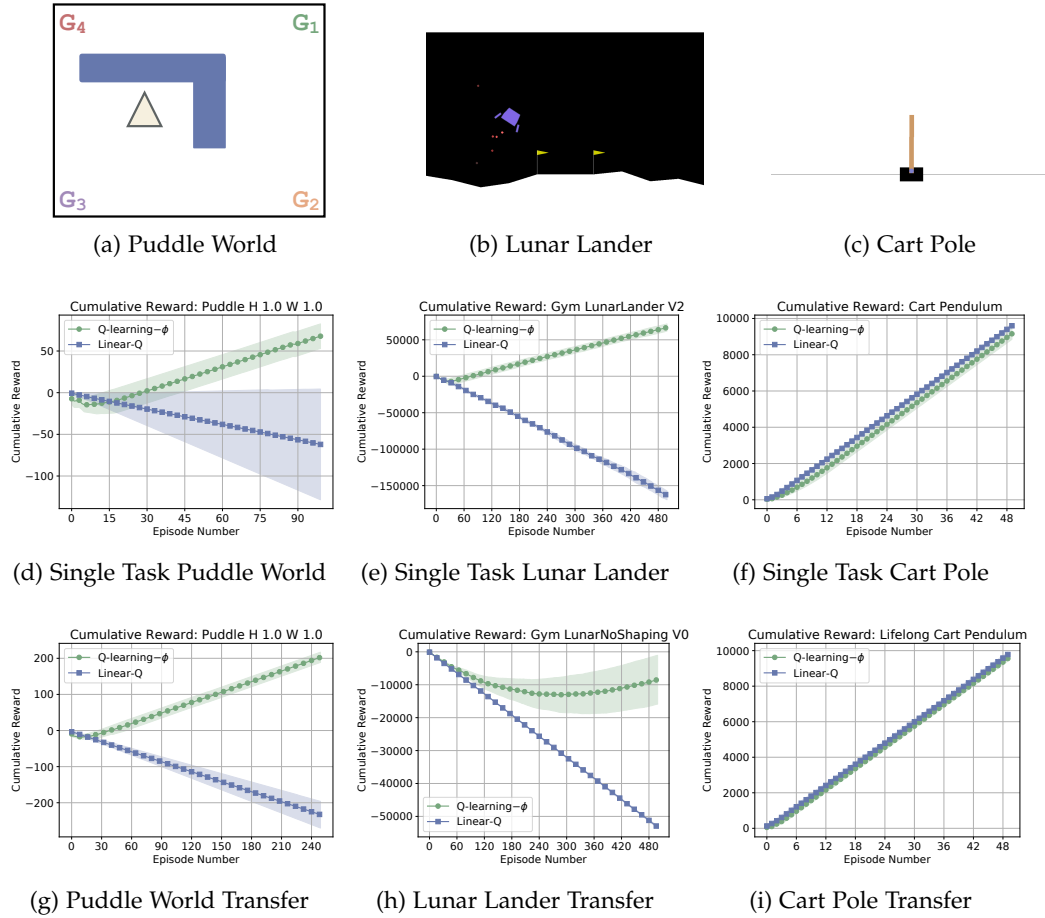 G4 G1
G3 G2
(a) Puddle World
(b) Lunar Lander
(c) Cart Pole
Cumulative Reward: Puddle H 1.0 W 1.0
Q-learning−ϕ
Linear-Q
Cumulative Reward
50
0
−50
−100
0 15 30 45 60 75 90
Episode Number
(d) Single Task Puddle World
Cumulative Reward: Gym LunarLander V2
Q-learning−ϕ
Linear-Q
Cumulative Reward
50000
0
−50000
−100000
−150000
0 60 120 180 240 300 360 420 480
Episode Number
(e) Single Task Lunar Lander
Cumulative Reward: Cart Pendulum
Q-learning−ϕ
Linear-Q
Cumulative Reward
10000
8000
6000
4000
2000
0
0 6 12 18 24 30 36 42 48
Episode Number
(f) Single Task Cart Pole
Cumulative Reward: Puddle H 1.0 W 1.0
Q-learning−ϕ
Linear-Q
Cumulative Reward
200
100
0
−100
−200
0 30 60 90 120 150 180 210 240
Episode Number
(g) Puddle World Transfer
Cumulative Reward: Gym LunarNoShaping V0
Q-learning−ϕ
Linear-Q
Cumulative Reward
0
−10000
−20000
−30000
−40000
−50000
0 60 120 180 240 300 360 420 480
Episode Number
(h) Lunar Lander Transfer
Cumulative Reward: Lifelong Cart Pendulum
Q-learning−ϕ
Linear-Q
Cumulative Reward
10000
8000
6000
4000
2000
0
0 6 12 18 24 30 36 42 48
Episode Number
(i) Cart Pole Transfer